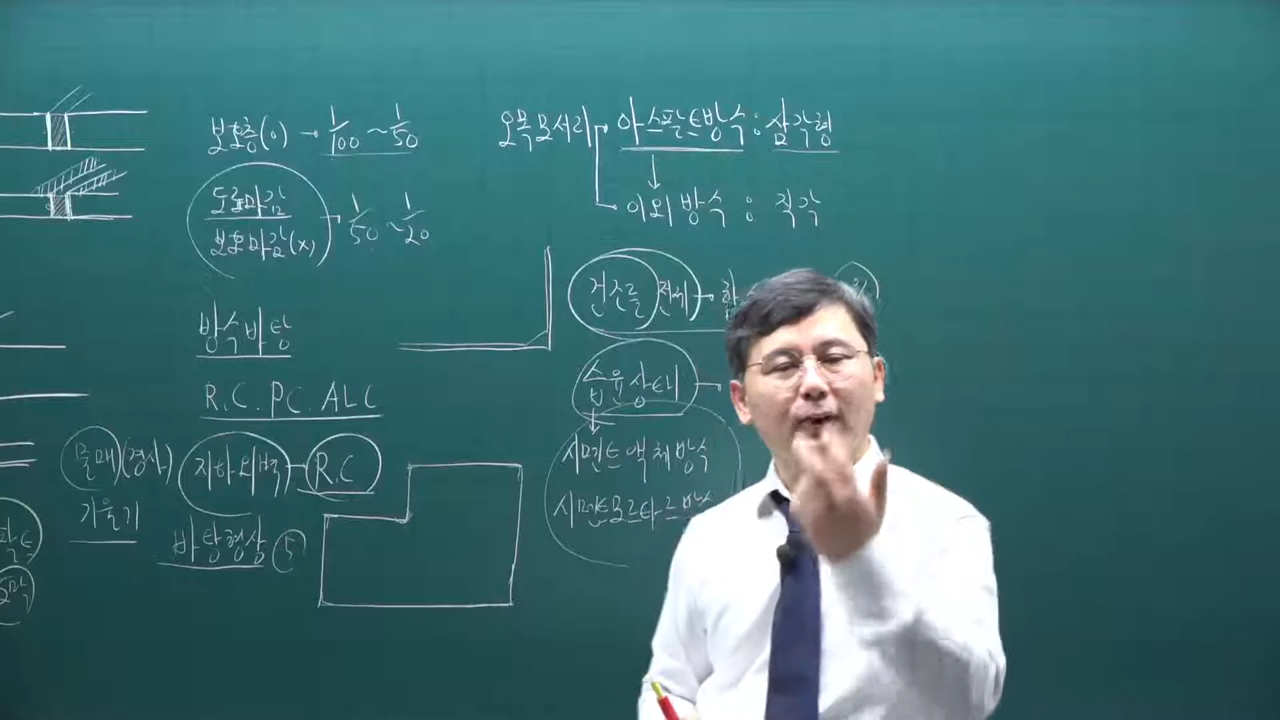 보호층(o) → 1/100 ~ 1/50
도료마감
보호마감(x) → 1/50 ~ 1/20
방수바탕
R.C. PC. ALC
물매(경사)
기울기
지하외벽 R.C
바탕형상 ⑤
오목모서리 → 아스팔트방수 : 삼각형
이외 방수 : 직각
건조를 전제
습윤상태
시멘트 액체방수
시멘트모르타르방수